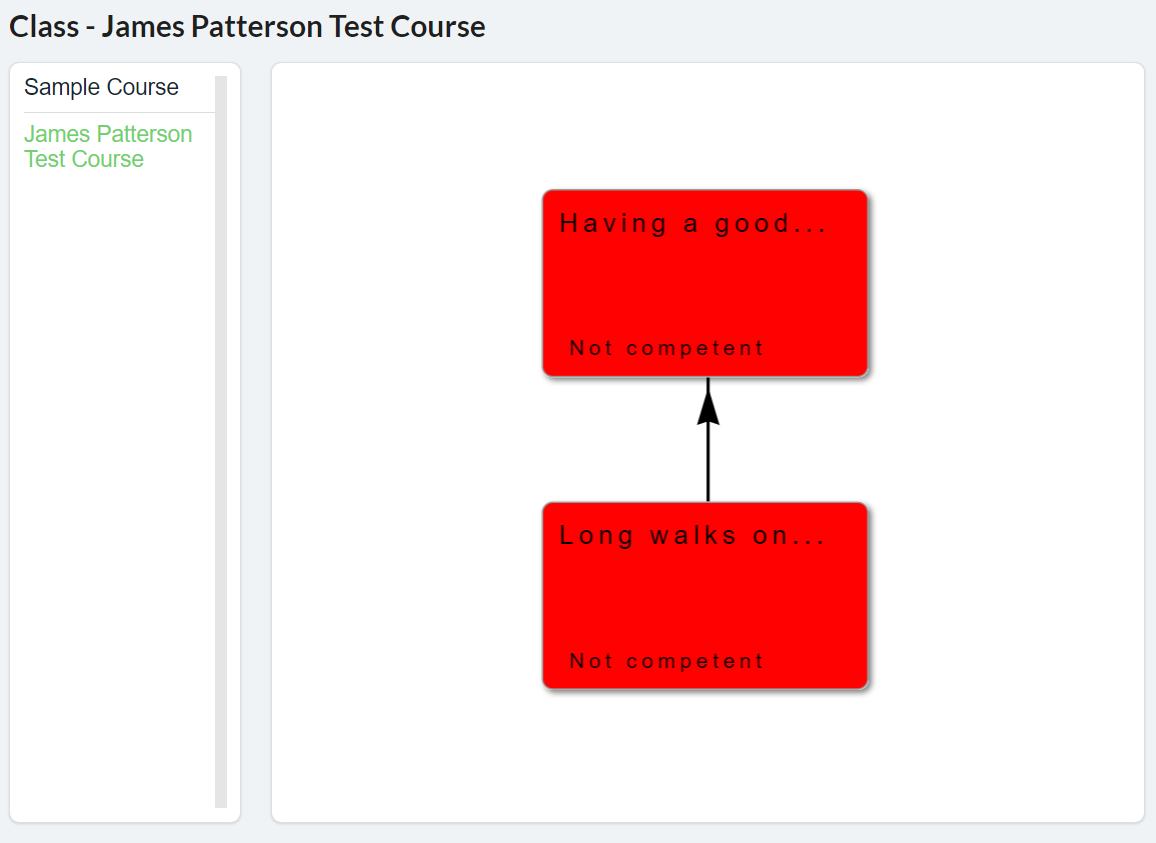 Class - James Patterson Test Course
Sample Course
James Patterson
Test Course
Having a good...
Not competent
Long walks on...
Not competent